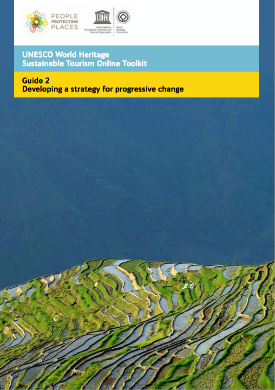 PEOPLE
PROTECTING
PLACES
UNESCO World Heritage
Sustainable Tourism Online Toolkit
Guide 2
Developing a strategy for progressive change